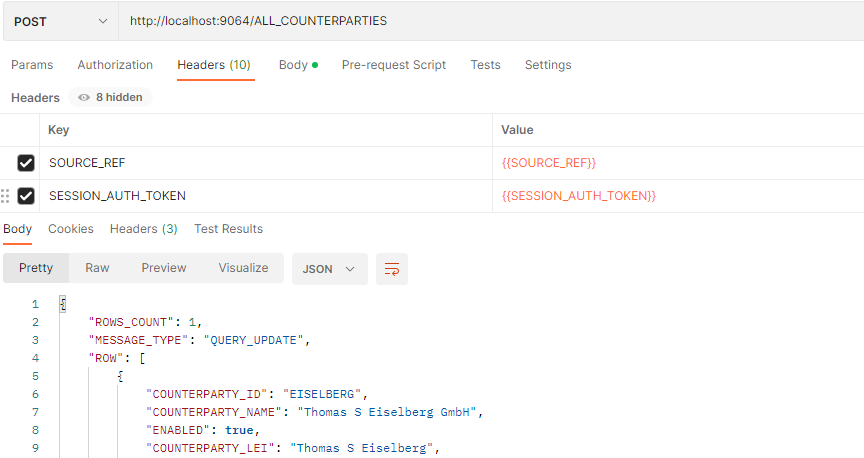 POST http://localhost:9064/ALL_COUNTERPARTIES
Params Authorization Headers (10) Body Pre-request Script Tests Settings
Headers 8 hidden
Key Value
SOURCE_REF {{SOURCE_REF}}
SESSION_AUTH_TOKEN {{SESSION_AUTH_TOKEN}}
Body Cookies Headers (3) Test Results
Pretty Raw Preview Visualize JSON
1 {
2 "ROWS_COUNT": 1,
3 "MESSAGE_TYPE": "QUERY_UPDATE",
4 "ROW": [
5 {
6 "COUNTERPARTY_ID": "EISELBERG",
7 "COUNTERPARTY_NAME": "Thomas S Eiselberg GmbH",
8 "ENABLED": true,
9 "COUNTERPARTY_LEI": "Thomas S Eiselberg",